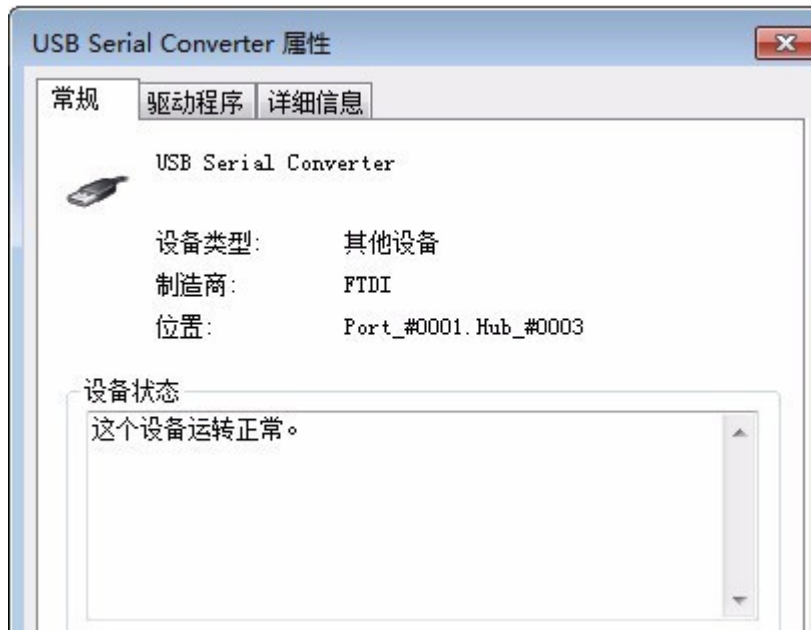 USB Serial Converter 属性
常规 驱动程序 详细信息
USB Serial Converter
设备类型: 其他设备
制造商: FTDI
位置: Port_#0001.Hub_#0003
设备状态
这个设备运转正常。